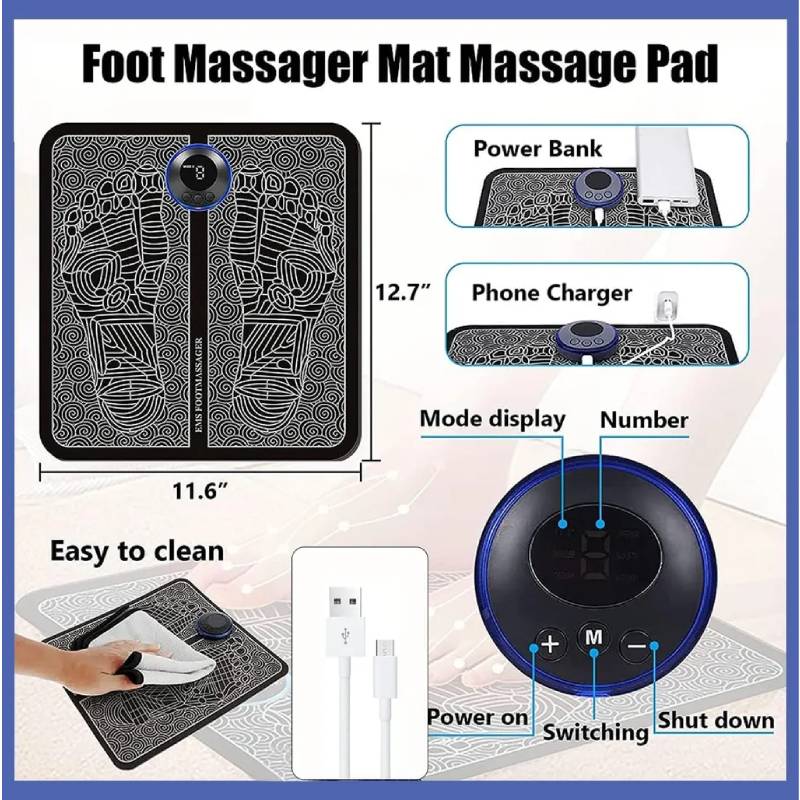 Foot Massager Mat Massage Pad
EMS FOOTMASSAGER
12.7”
11.6”
Power Bank
Phone Charger
Mode display
Number
M
Power on
Switching
Shut down
Easy to clean